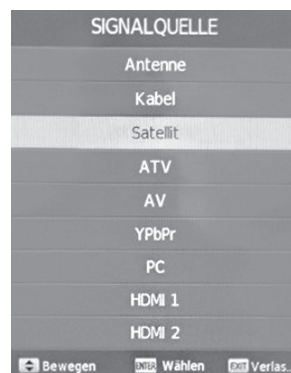 SIGNALQUELLE
Antenne
Kabel
Satellit
ATV
AV
YPbPr
PC
HDMI 1
HDMI 2
Bewegen ENTER Wählen EXIT Verlas..